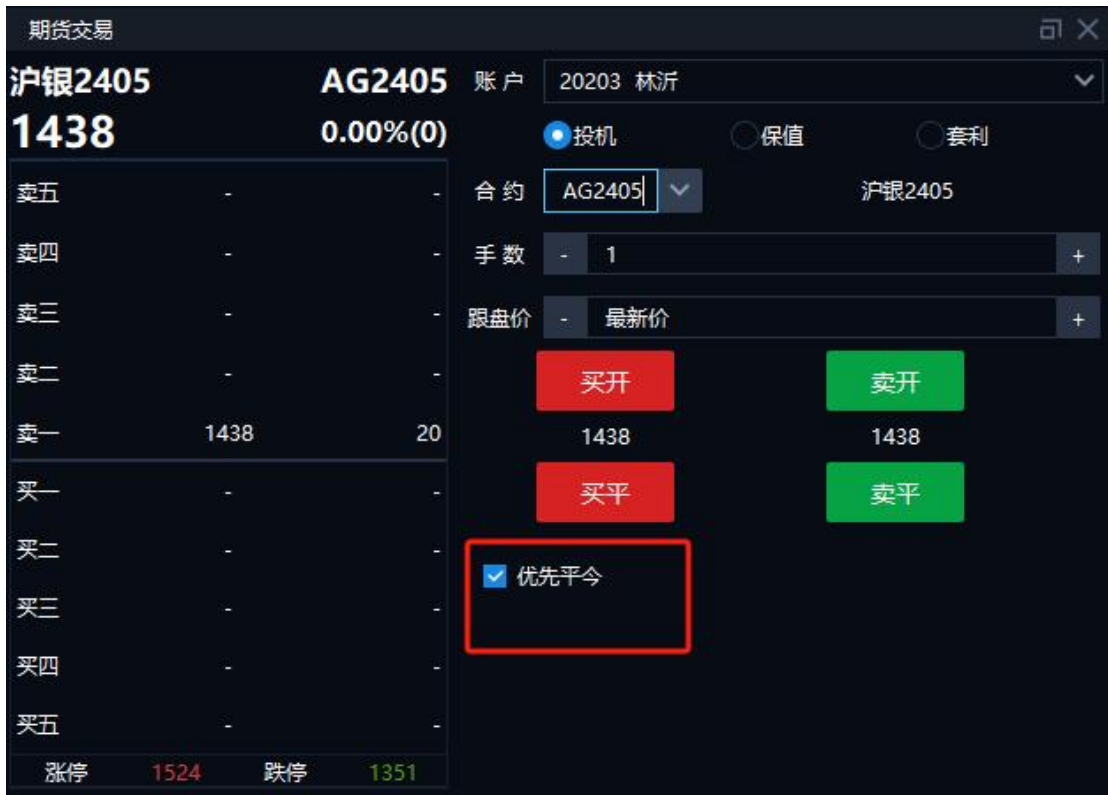 期货交易
沪银2405 AG2405
1438 0.00%(0)
卖五 - -
卖四 - -
卖三 - -
卖二 - -
卖一 1438 20
买一 - -
买二 - -
买三 - -
买四 - -
买五 - -
涨停 1524 跌停 1351
账户 20203 林沂
投机 保值 套利
合约 AG2405 沪银2405
手数 - 1 +
跟盘价 - 最新价 +
买开 卖开
1438 1438
买平 卖平
优先平今